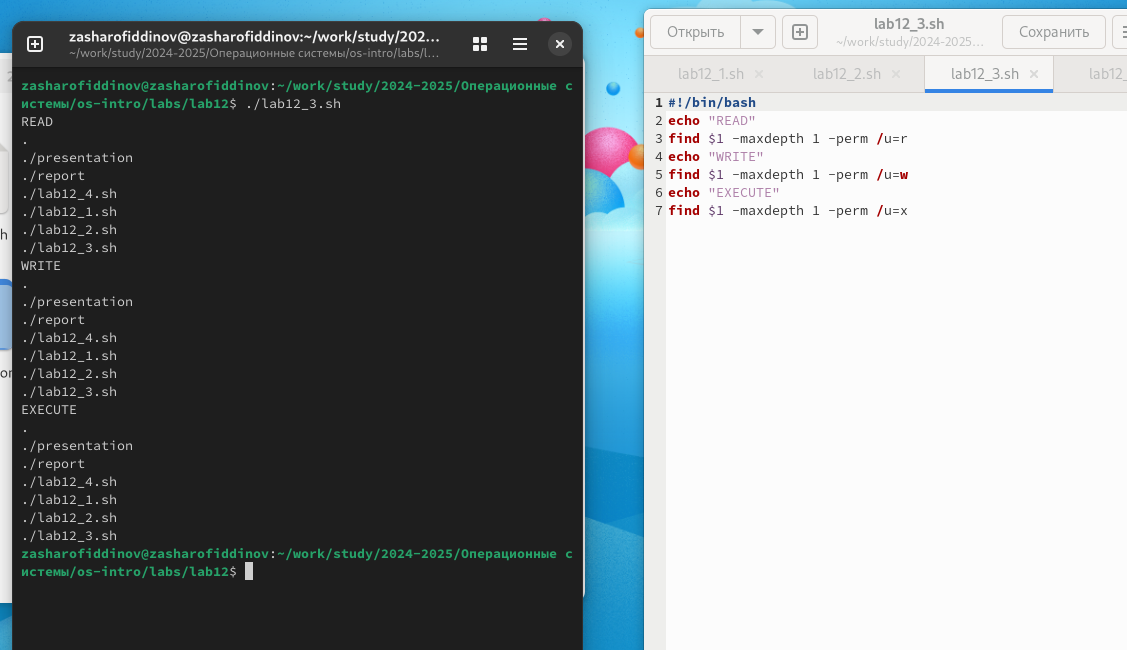 zasharofiddinov@zasharofiddinov:~/work/study/202...
~/work/study/2024-2025/Операционные системы/os-intro/labs/l...
zasharofiddinov@zasharofiddinov:~/work/study/2024-2025/Операционные с
истемы/os-intro/labs/lab12$ ./lab12_3.sh
READ
.
./presentation
./report
./lab12_4.sh
./lab12_1.sh
./lab12_2.sh
./lab12_3.sh
WRITE
.
./presentation
./report
./lab12_4.sh
./lab12_1.sh
./lab12_2.sh
./lab12_3.sh
EXECUTE
.
./presentation
./report
./lab12_4.sh
./lab12_1.sh
./lab12_2.sh
./lab12_3.sh
zasharofiddinov@zasharofiddinov:~/work/study/2024-2025/Операционные с
истемы/os-intro/labs/lab12$
Открыть
lab12_3.sh
~/work/study/2024-2025...
Сохранить
lab12_1.sh
lab12_2.sh
lab12_3.sh
lab12_
1 #!/bin/bash
2 echo "READ"
3 find $1 -maxdepth 1 -perm /u=r
4 echo "WRITE"
5 find $1 -maxdepth 1 -perm /u=w
6 echo "EXECUTE"
7 find $1 -maxdepth 1 -perm /u=x